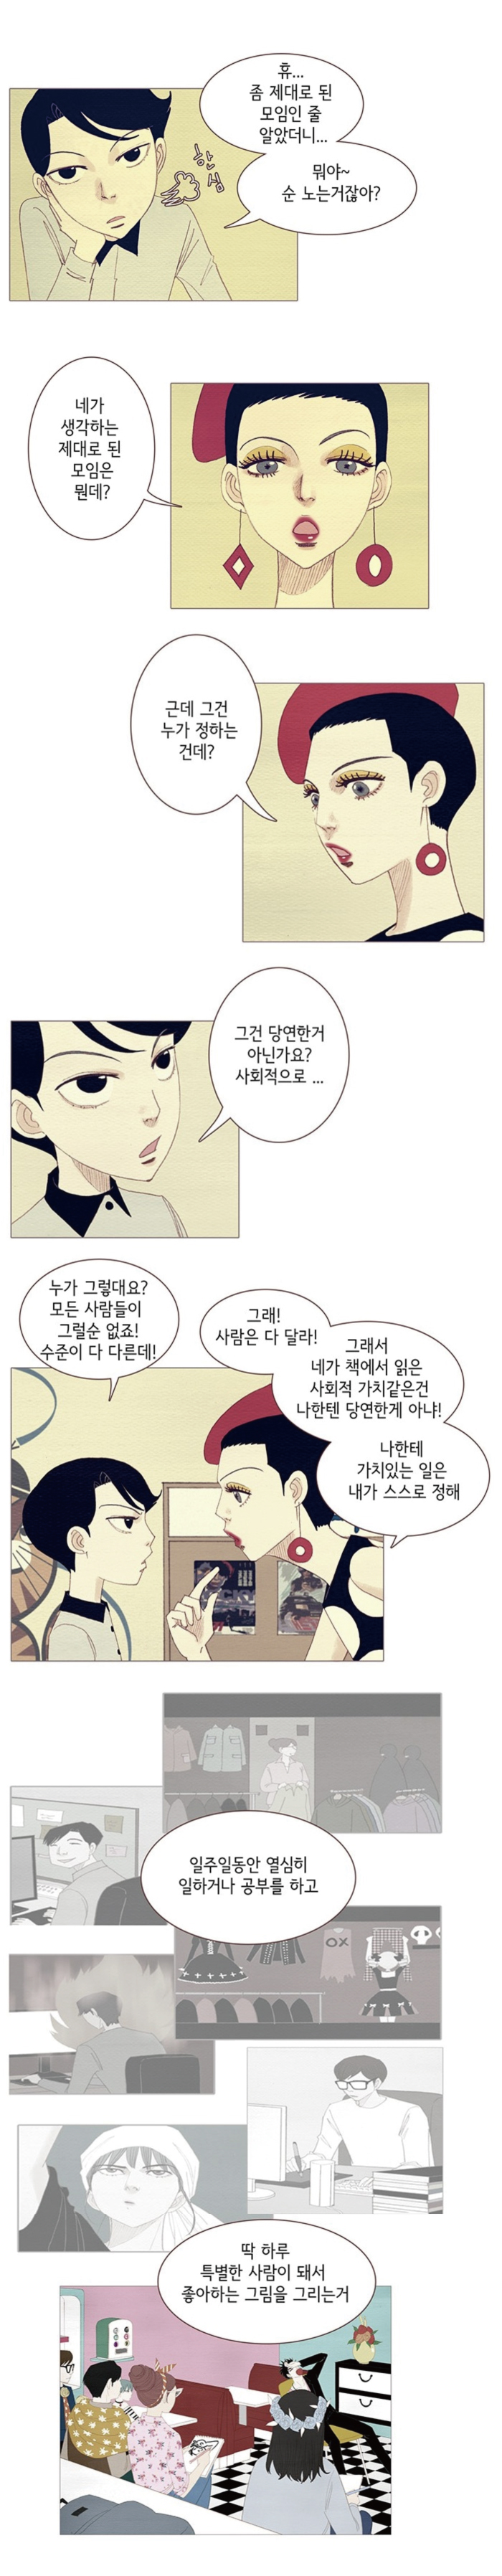 휴...
좀 제대로 된
모임인 줄
알았더니...
뭐야~
순 노는거잖아?
한심
네가
생각하는
제대로 된
모임은
뭔데?
근데 그건
누가 정하는
건데?
그건 당연한거
아닌가요?
사회적으로 ...
누가 그렇대요?
모든 사람들이
그럴순 없죠!
수준이 다 다른데!
그래!
사람은 다 달라!
그래서
네가 책에서 읽은
사회적 가치같은건
나한텐 당연한게 아냐!
나한테
가치있는 일은
내가 스스로 정해
일주일동안 열심히
일하거나 공부를 하고
OX
딱 하루
특별한 사람이 돼서
좋아하는 그림을 그리는거